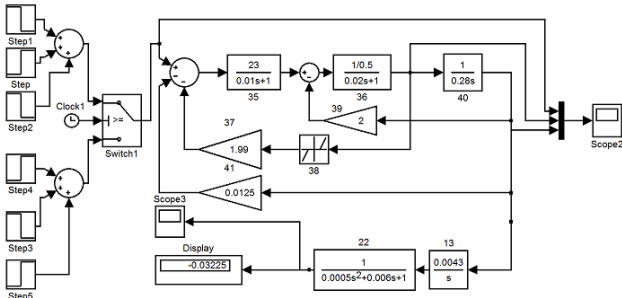 Step1
Step
Step2
Clock1
>=
Switch1
Step4
Step3
Step5
23
0.01s+1
35
1/0.5
0.02s+1
36
1
0.28s
40
39
2
37
1.99
41
38
0.0125
Scope2
Scope3
Display
-0.03225
22
1
0.0005s²+0.006s+1
13
0.0043
s